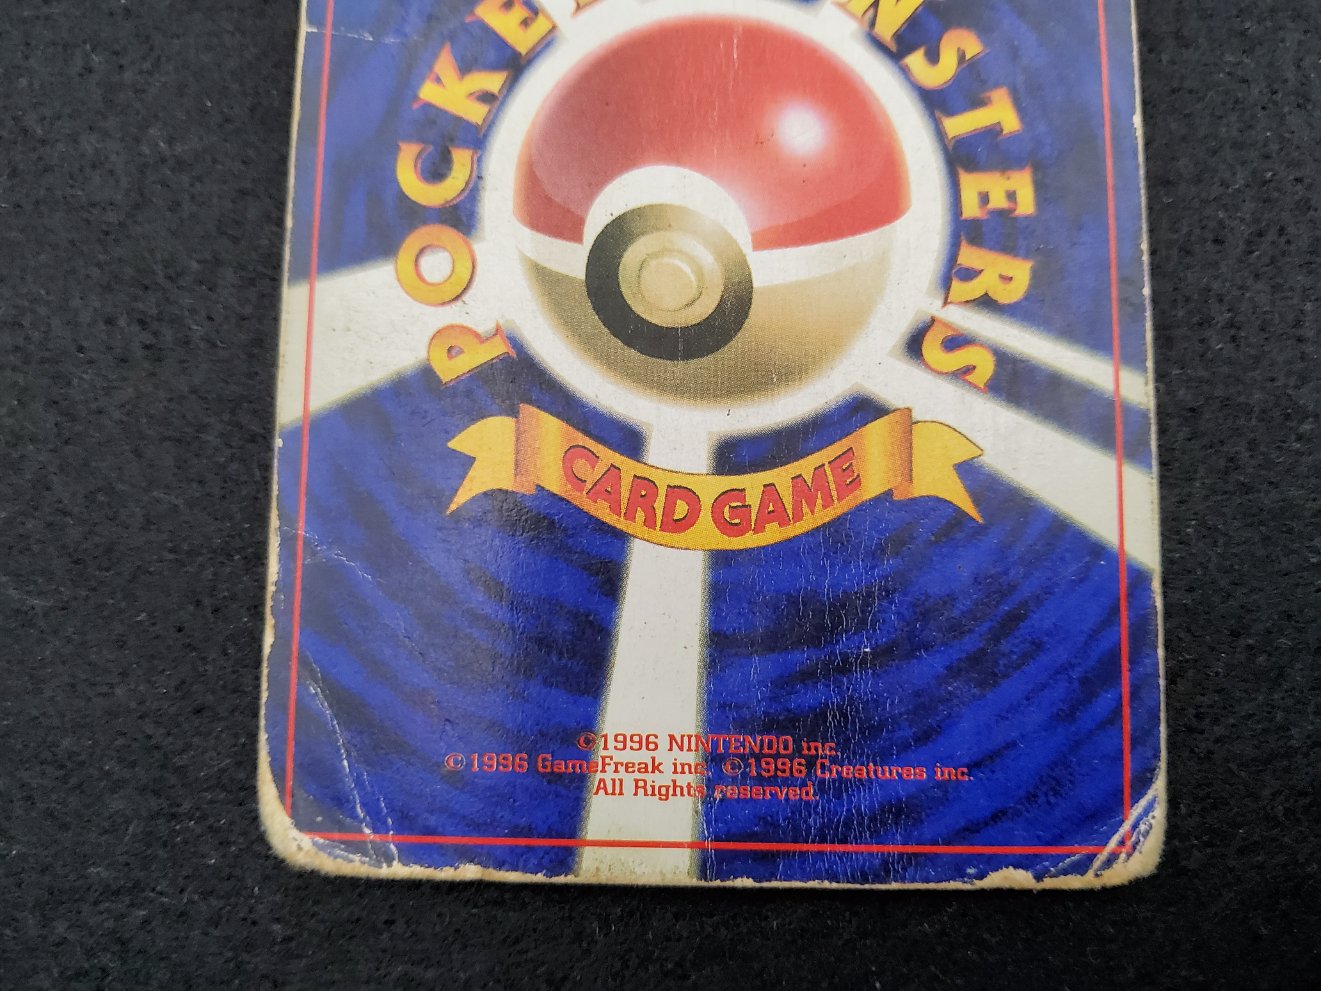 POCKE
NSTERS
CARD GAME
©1996 NINTENDO inc.
©1996 GameFreak inc. ©1996 Creatures inc.
All Rights reserved.